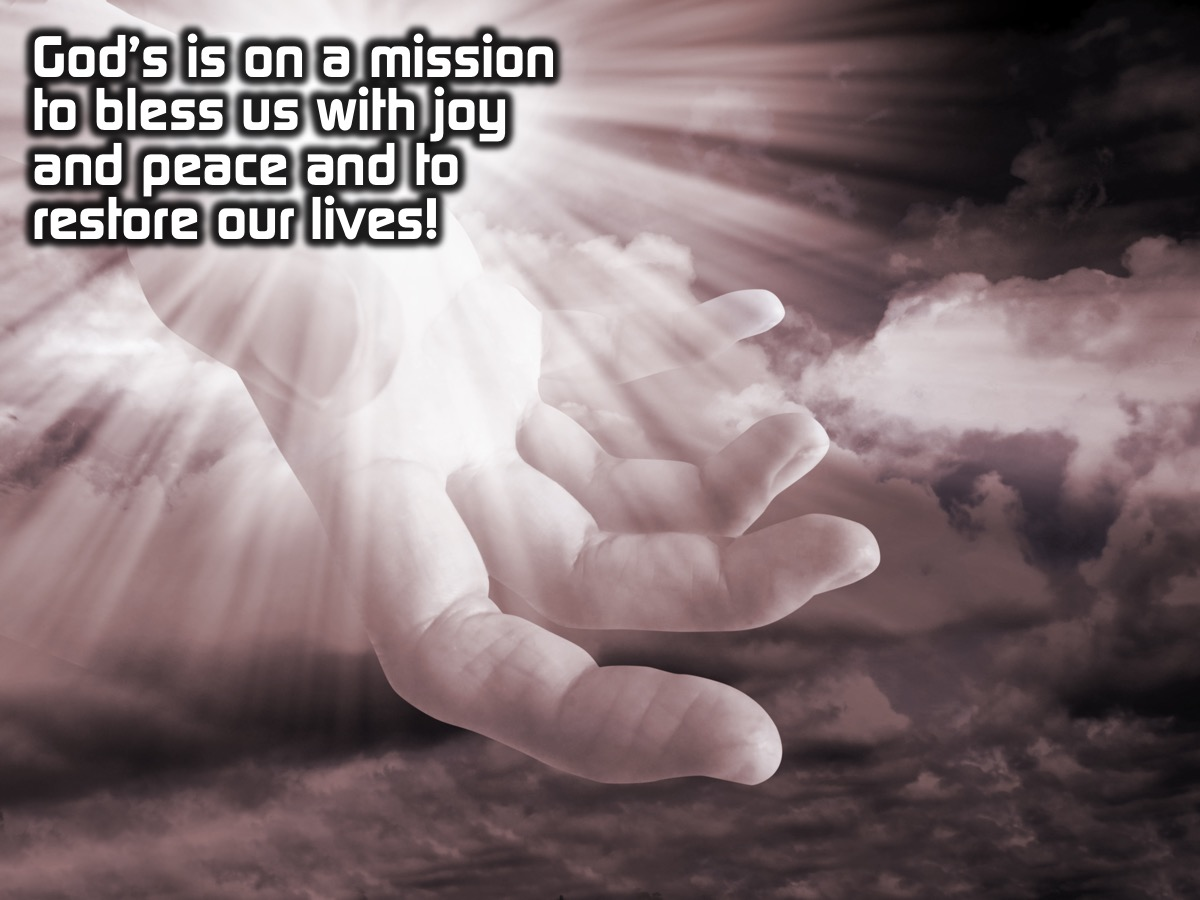 God's is on a mission
to bless us with joy
and peace and to
restore our lives!